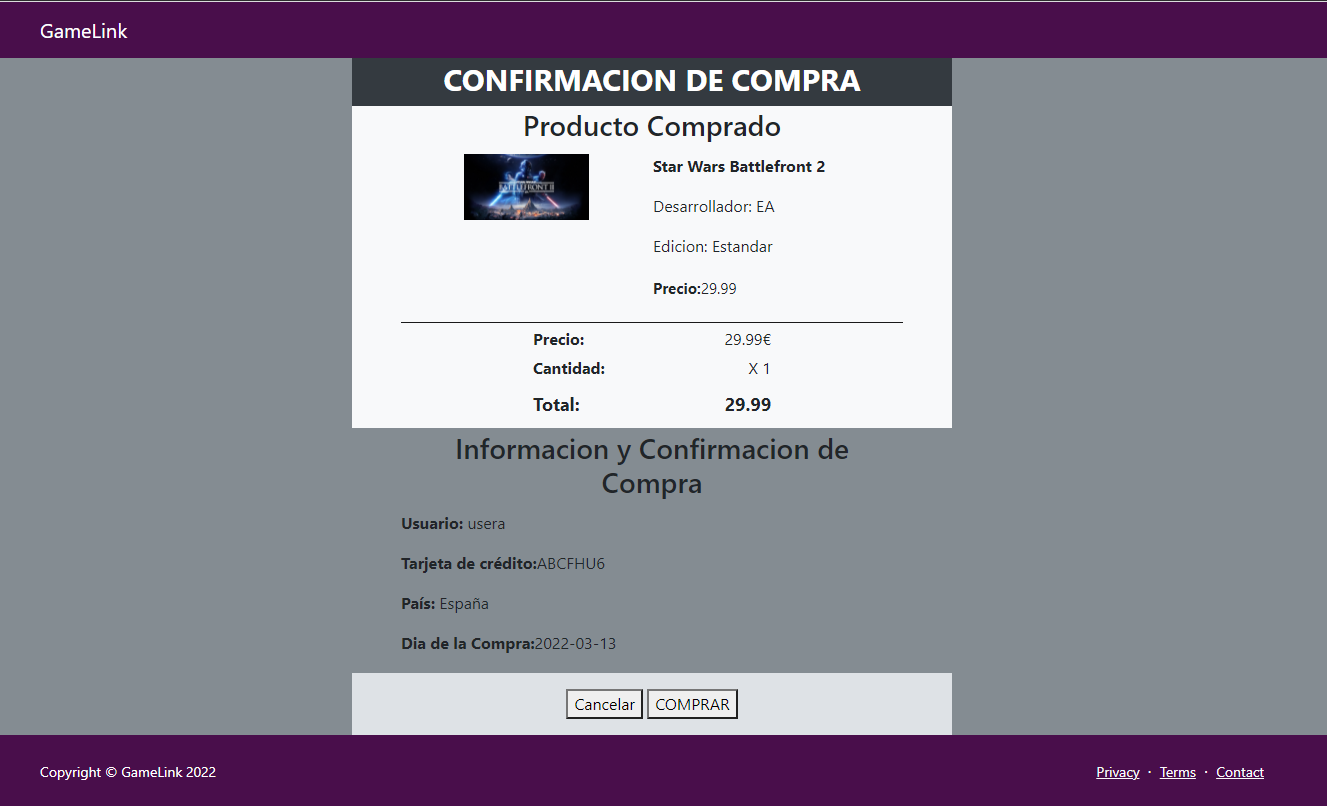 GameLink
CONFIRMACION DE COMPRA
Producto Comprado
BATTLEFRONT II
Star Wars Battlefront 2
Desarrollador: EA
Edicion: Estandar
Precio:29.99
Precio: 29.99€
Cantidad: X 1
Total: 29.99
Informacion y Confirmacion de
Compra
Usuario: usera
Tarjeta de crédito:ABCFHU6
País: España
Dia de la Compra:2022-03-13
Cancelar COMPRAR
Copyright © GameLink 2022
Privacy · Terms · Contact